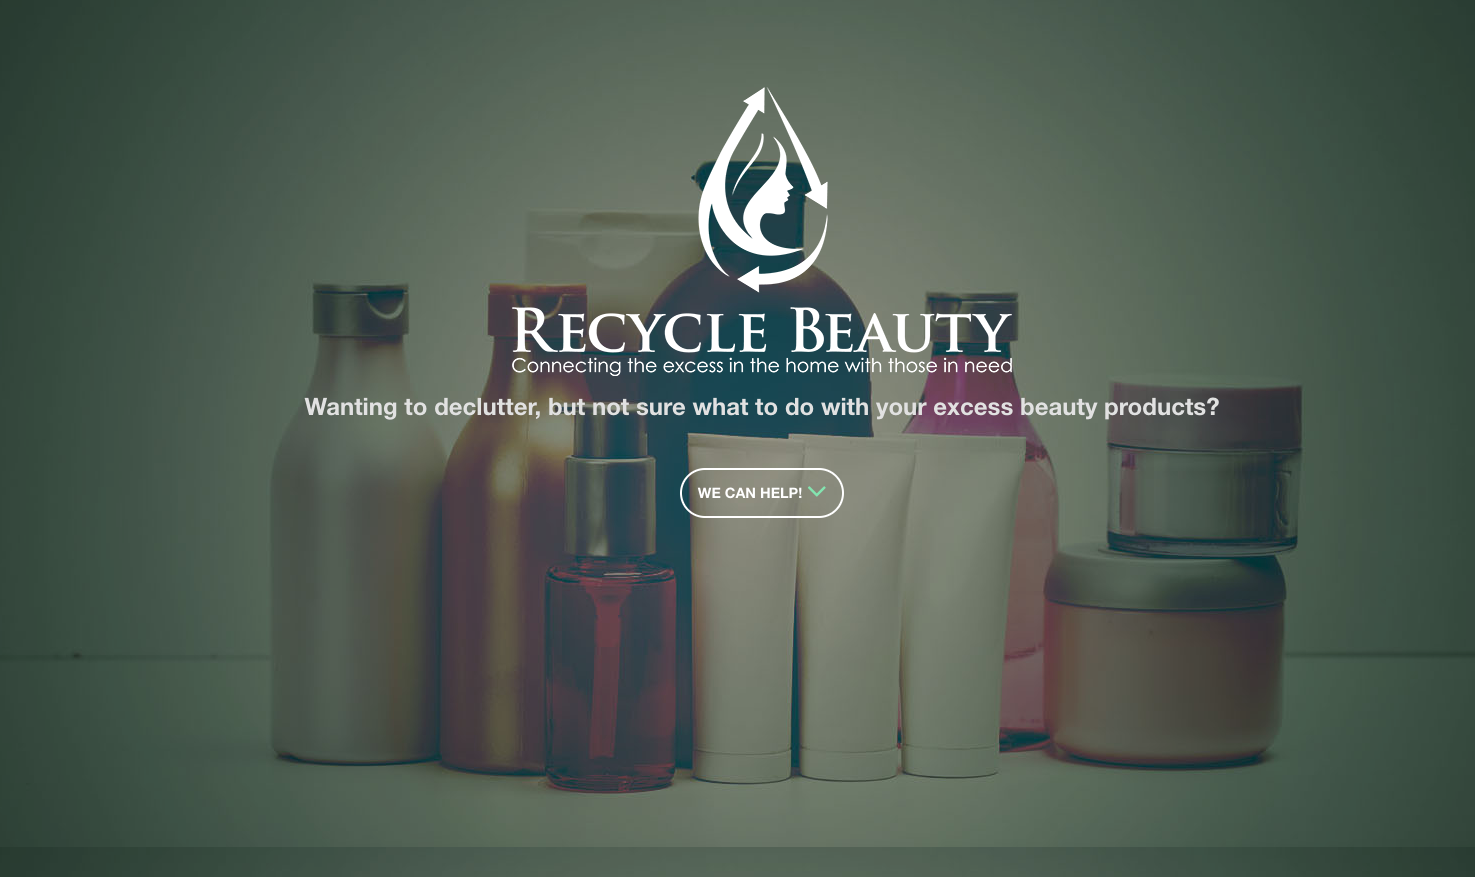 Recycle Beauty
Connecting the excess in the home with those in need
Wanting to declutter, but not sure what to do with your excess beauty products?
WE CAN HELP!